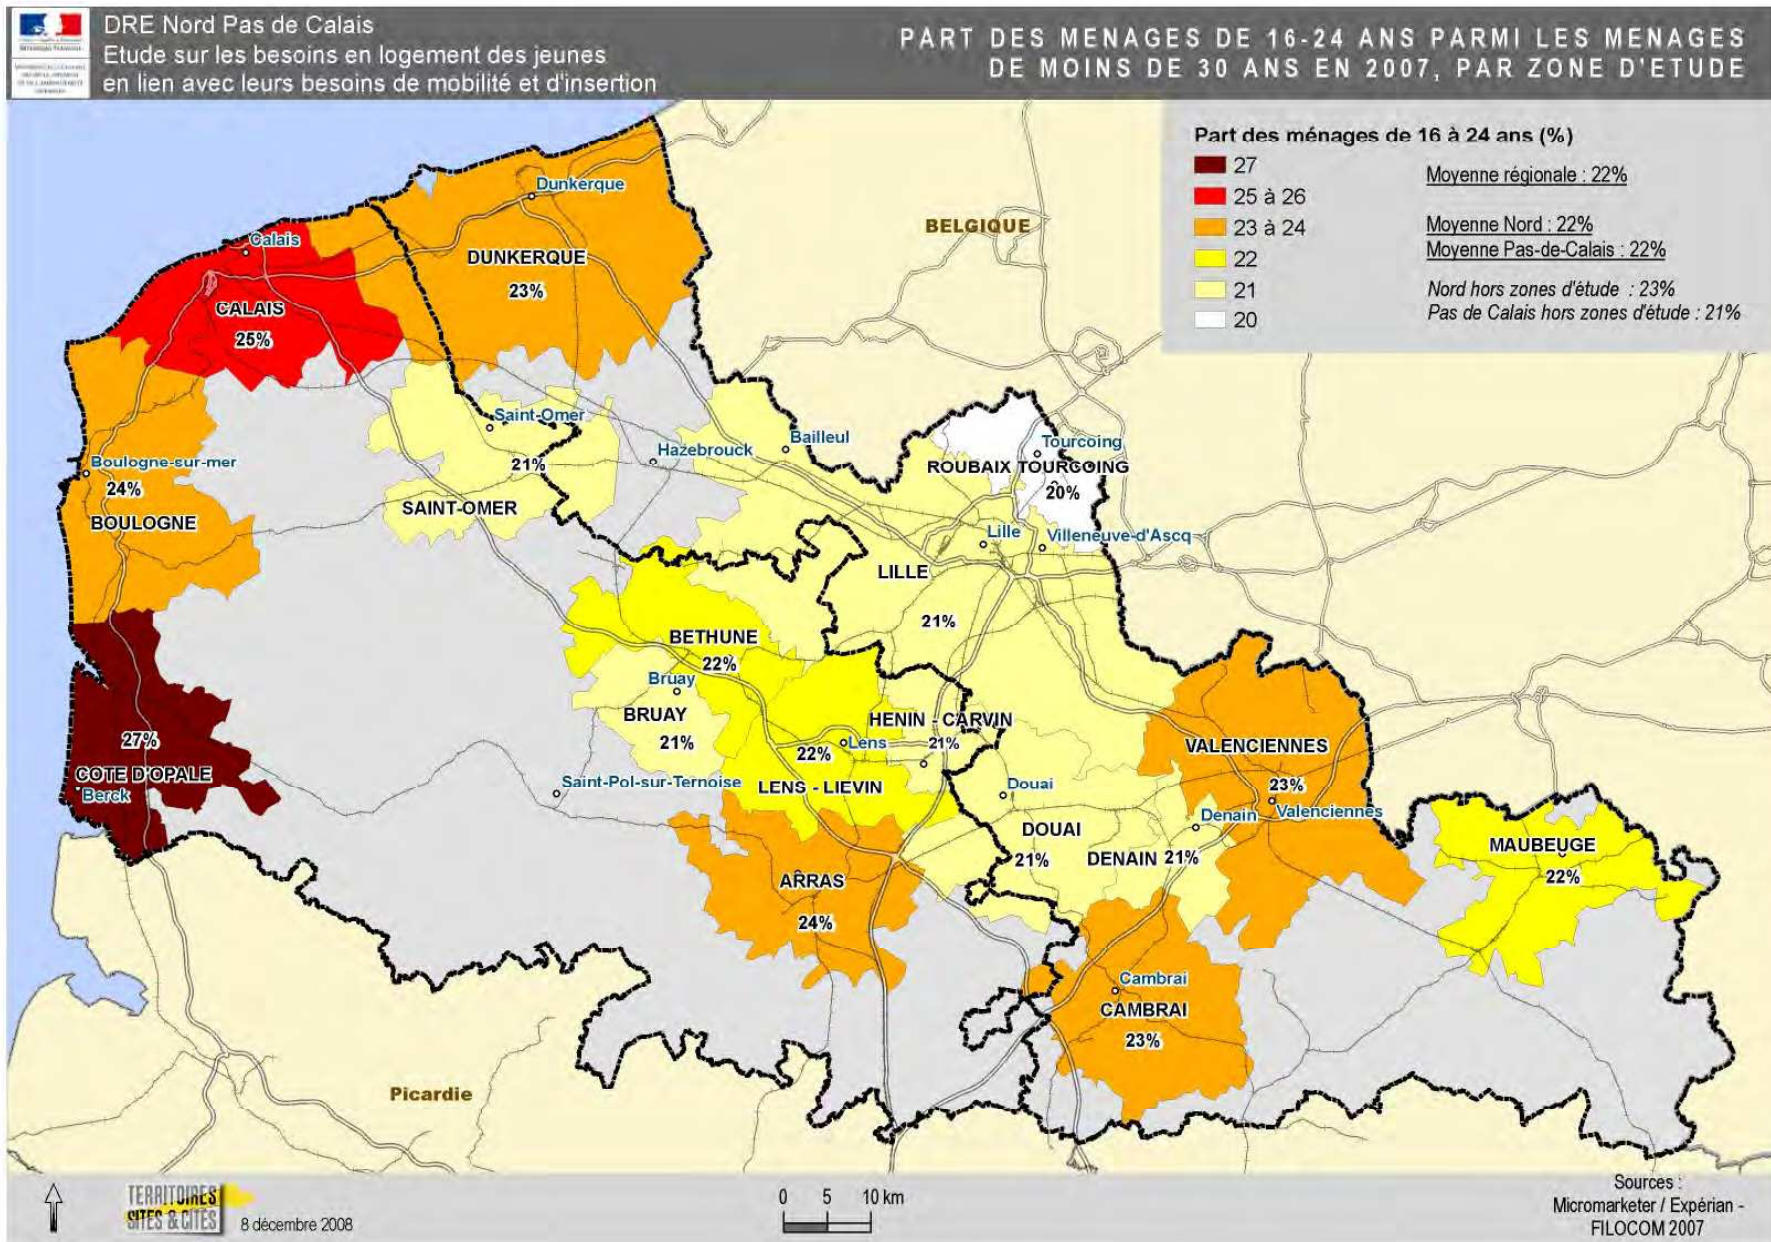 DRE Nord Pas de Calais
Etude sur les besoins en logement des jeunes
en lien avec leurs besoins de mobilité et d'insertion
PART DES MENAGES DE 16-24 ANS PARMI LES MENAGES
DE MOINS DE 30 ANS EN 2007, PAR ZONE D'ETUDE
Part des ménages de 16 à 24 ans (%)
27
25 à 26
23 à 24
22
21
20
Moyenne régionale : 22%
Moyenne Nord : 22%
Moyenne Pas-de-Calais : 22%
Nord hors zones d'étude : 23%
Pas de Calais hors zones d'étude : 21%
Dunkerque
BELGIQUE
Calais
DUNKERQUE
23%
CALAIS
25%
Saint-Omer
Bailleul
Tourcoing
Hazebrouck
Boulogne-sur-mer
21%
ROUBAIX TOURCOING
24%
20%
SAINT-OMER
BOULOGNE
Lille
Villeneuve-d'Ascq
LILLE
21%
BETHUNE
22%
Bruay
BRUAY
21%
HENIN - CARVIN
21%
27%
22%
Lens
VALENCIENNES
COTE D'OPALE
Berck
Saint-Pol-sur-Ternoise
LENS - LIEVIN
Douai
23%
Valenciennes
Denain
DOUAI
21%
DENAIN
21%
MAUBEUGE
22%
ARRAS
24%
Cambrai
CAMBRAI
23%
Picardie
TERRITOIRES
SITES & CITÉS
8 décembre 2008
0 5 10 km
Sources :
Micromarketer / Expérian -
FILOCOM 2007